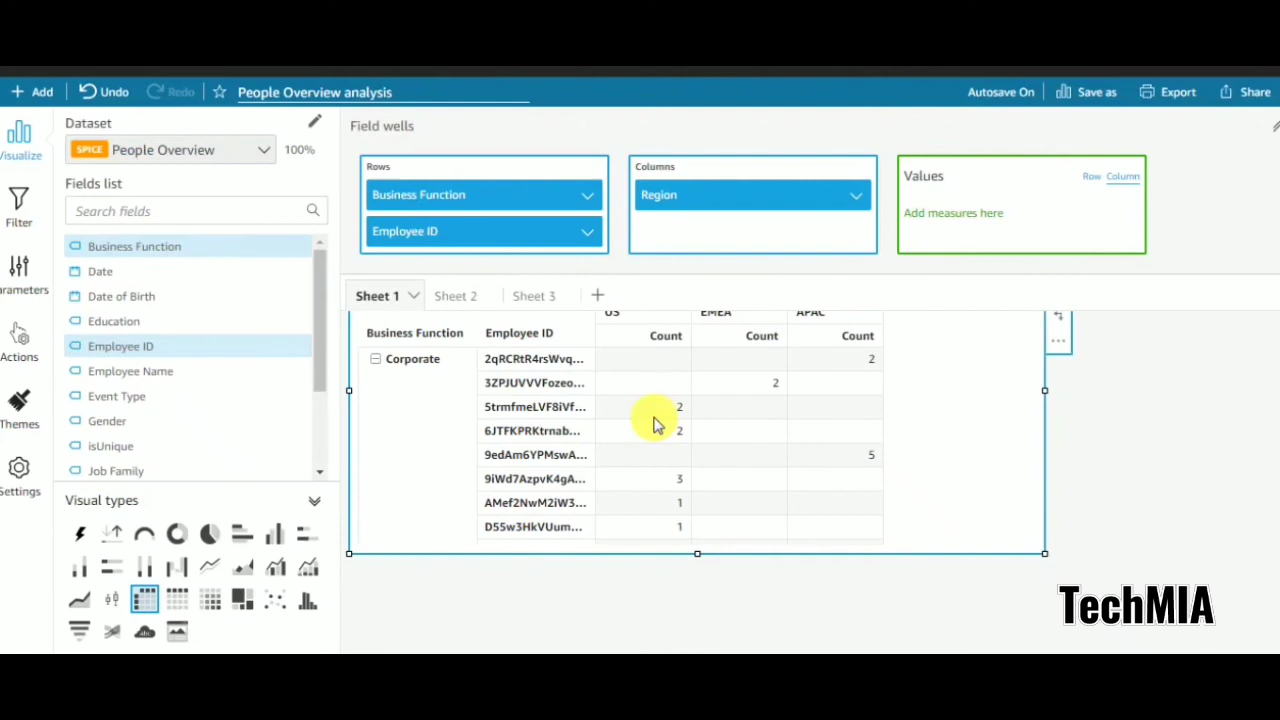 Add
Undo
Redo
People Overview analysis
Autosave On
Save as
Export
Share
Visualize
Filter
arameters
Actions
Themes
Settings
Dataset
SPICE People Overview 100%
Fields list
Search fields
Business Function
Date
Date of Birth
Education
Employee ID
Employee Name
Event Type
Gender
isUnique
Job Family
Visual types
Field wells
Rows
Business Function
Employee ID
Columns
Region
Values
Row Column
Add measures here
Sheet 1
Sheet 2
Sheet 3
US EMEA APAC
Business Function Employee ID Count Count Count
Corporate 2qRCRtR4rsWvq... 2
3ZPJUVVVFozeo... 2
5trmfmeLVF8iVf... 2
6JTFKPRKtrnab... 2
9edAm6YPMswA... 5
9iWd7AzpvK4gA... 3
AMef2NwM2iW3... 1
D55w3HkVUum... 1
TechMIA